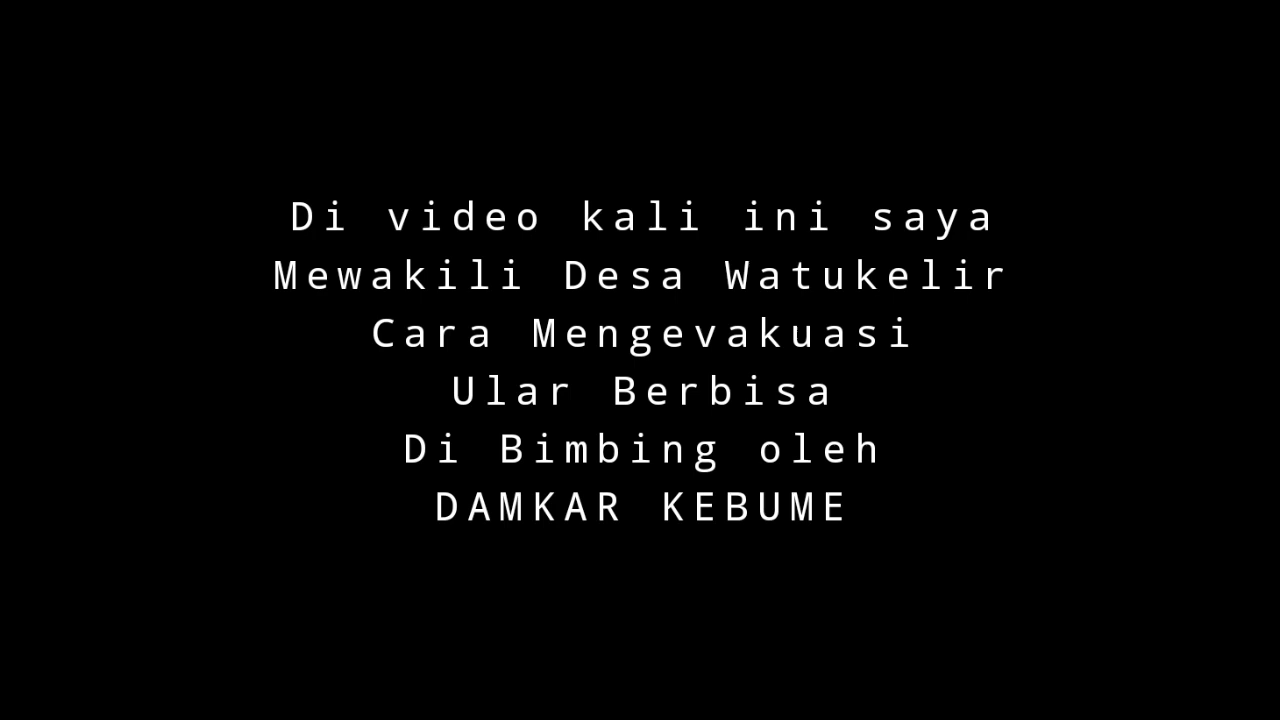 Di video kali ini saya
Mewakili Desa Watukelir
Cara Mengevakuasi
Ular Berbisa
Di Bimbing oleh
DAMKAR KEBUME